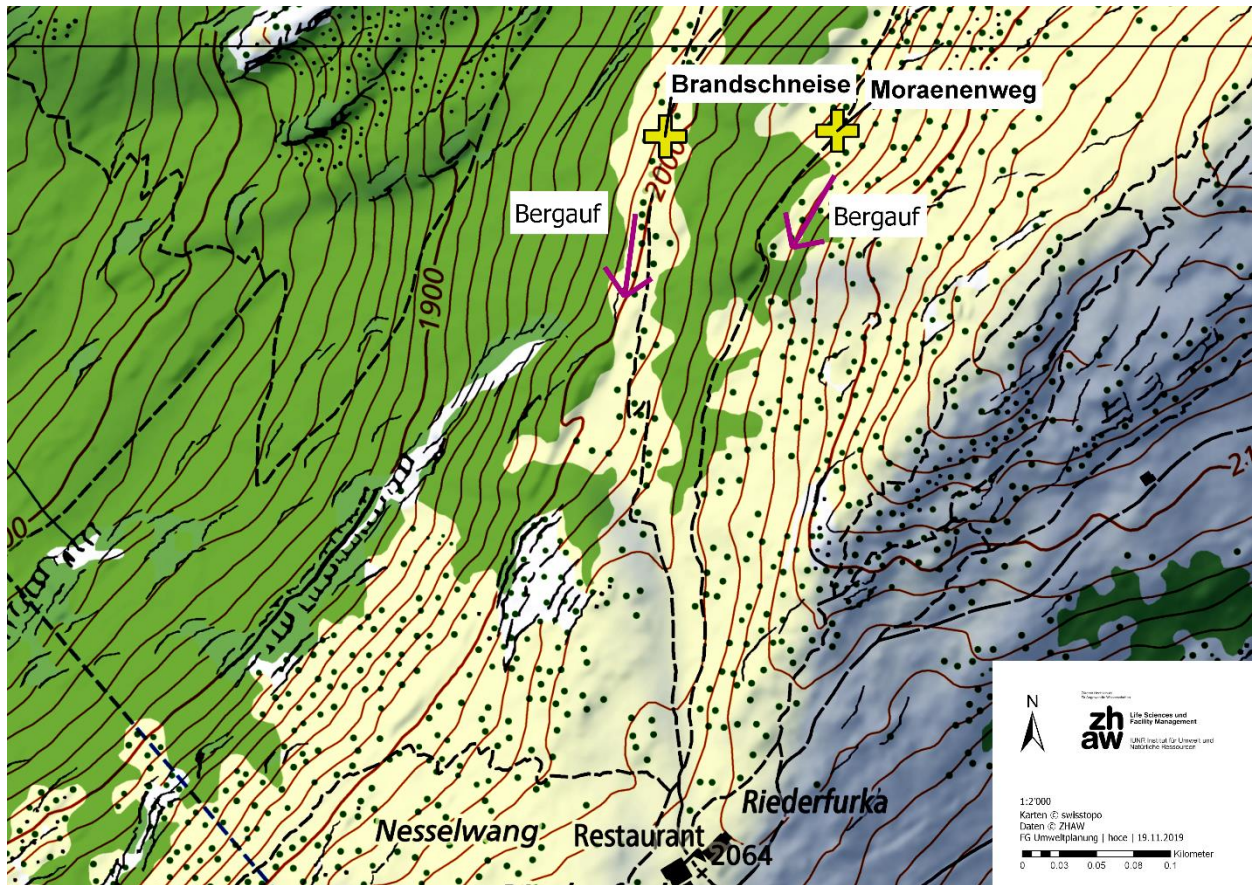 Brandschneise
Moraenenweg
2000
Bergauf
Bergauf
1900
00
21
Riederfurka
Nesselwang
Restaurant
2064
N
zh
aw
Life Sciences und
Facility Management
IUNR Institut für Umwelt und
Natürliche Ressourcen
1:2'000
Karten © swisstopo
Daten © ZHAW
FG Umweltplanung | hoce | 19.11.2019
Kilometer
0 0.03 0.05 0.08 0.1